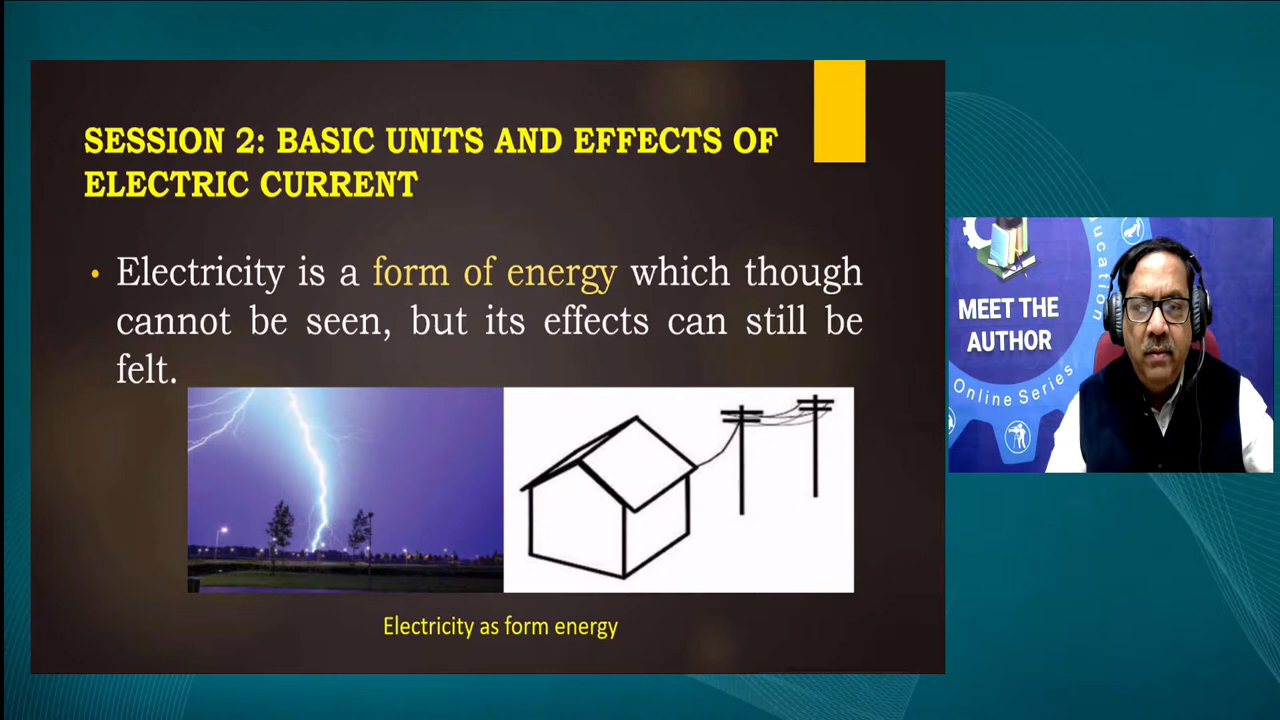 SESSION 2: BASIC UNITS AND EFFECTS OF
ELECTRIC CURRENT
• Electricity is a form of energy which though
cannot be seen, but its effects can still be
felt.
Electricity as form energy
MEET THE
AUTHOR
Online Series
ucation